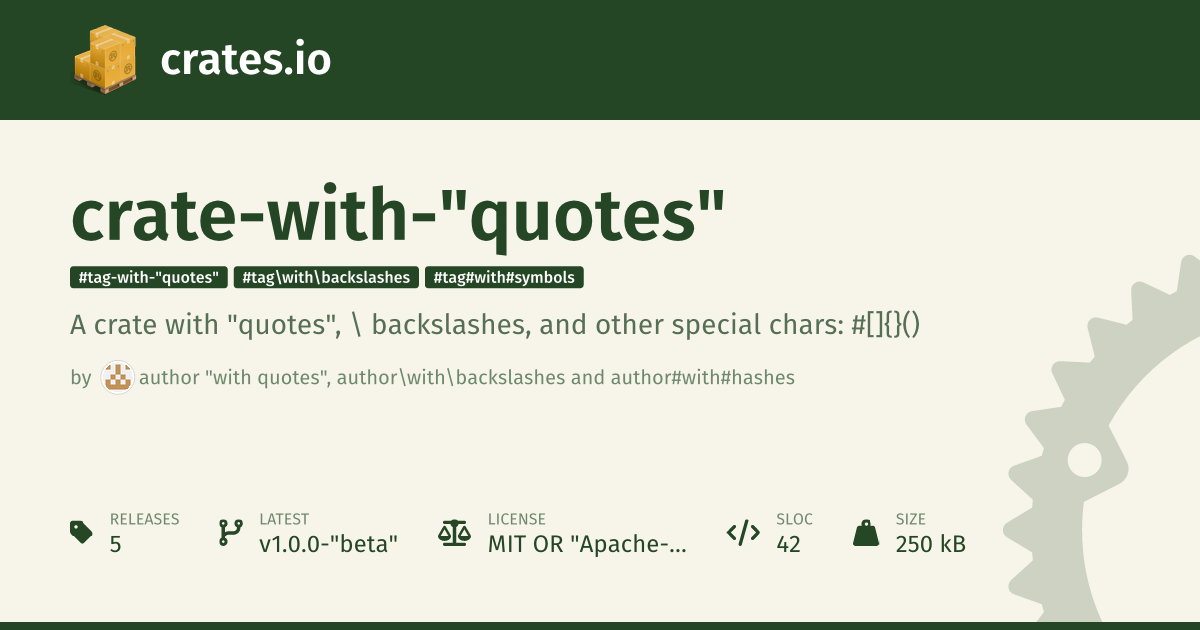 crates.io
crate-with-"quotes"
#tag-with-"quotes" #tag\with\backslashes #tag#with#symbols
A crate with "quotes", \ backslashes, and other special chars: #[]{}()
by author "with quotes", author\with\backslashes and author#with#hashes
RELEASES LATEST LICENSE SLOC SIZE
5 v1.0.0-"beta" MIT OR "Apache-... 42 250 kB